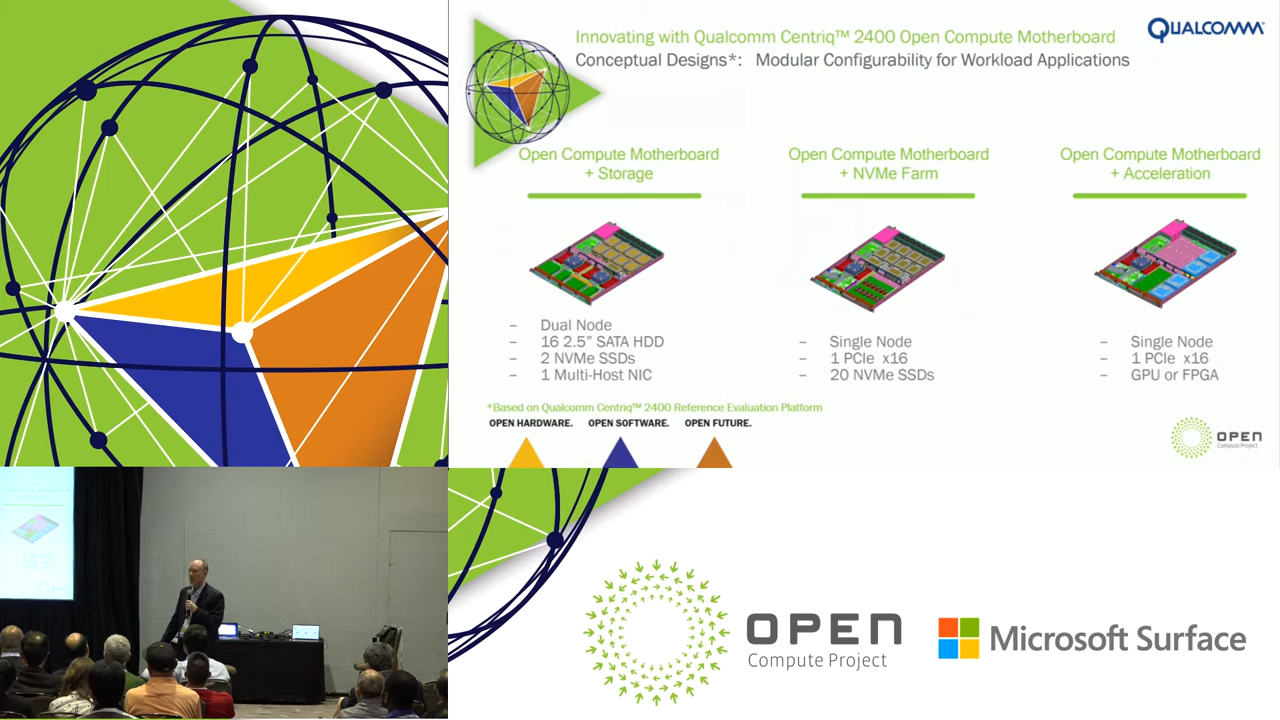 QUALCOMM
Innovating with Qualcomm Centriq™ 2400 Open Compute Motherboard
Conceptual Designs*: Modular Configurability for Workload Applications
Open Compute Motherboard
+ Storage
– Dual Node
– 16 2.5” SATA HDD
– 2 NVMe SSDs
– 1 Multi-Host NIC
Open Compute Motherboard
+ NVMe Farm
– Single Node
– 1 PCIe x16
– 20 NVMe SSDs
Open Compute Motherboard
+ Acceleration
– Single Node
– 1 PCIe x16
– GPU or FPGA
*Based on Qualcomm Centriq™ 2400 Reference Evaluation Platform
OPEN HARDWARE. OPEN SOFTWARE. OPEN FUTURE.
OPEN
Compute Project
OPEN
Compute Project
Microsoft Surface